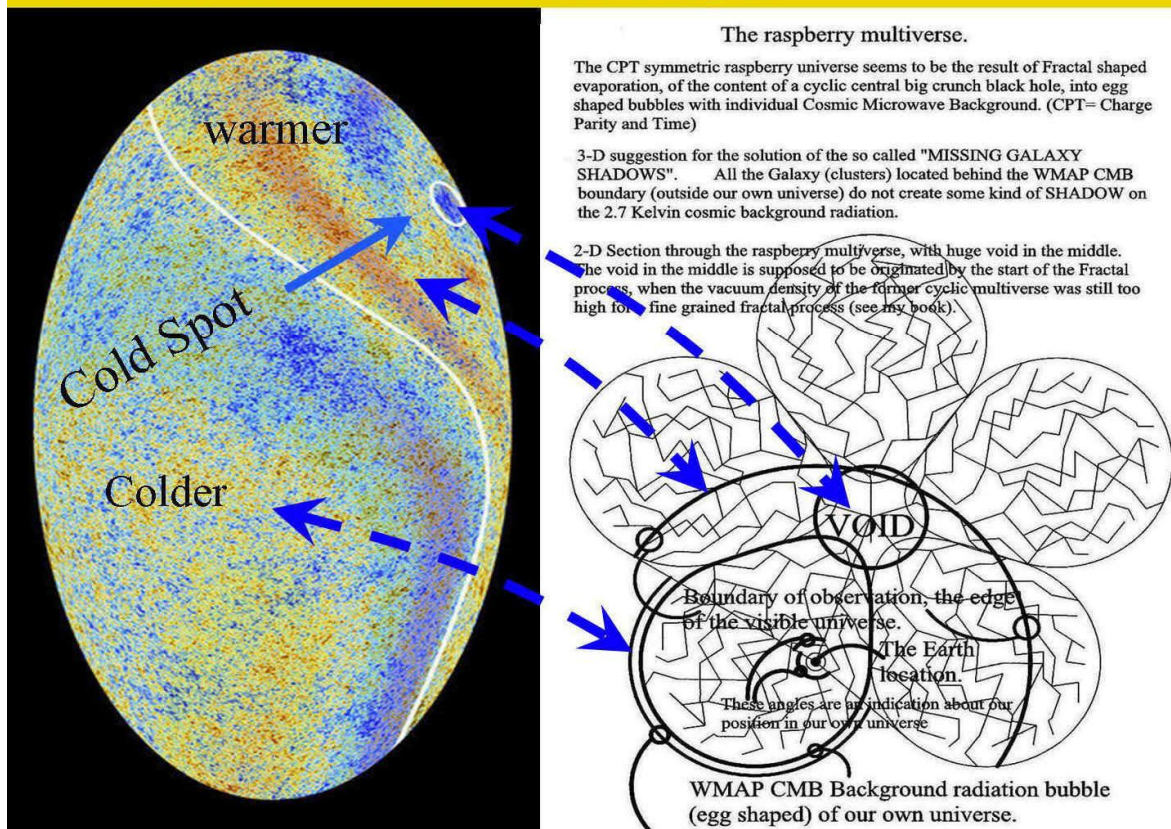 warmer
Cold Spot
Colder
The raspberry multiverse.
The CPT symmetric raspberry universe seems to be the result of Fractal shaped
evaporation, of the content of a cyclic central big crunch black hole, into egg
shaped bubbles with individual Cosmic Microwave Background. (CPT= Charge
Parity and Time)
3-D suggestion for the solution of the so called "MISSING GALAXY
SHADOWS". All the Galaxy (clusters) located behind the WMAP CMB
boundary (outside our own universe) do not create some kind of SHADOW on
the 2.7 Kelvin cosmic background radiation.
2-D Section through the raspberry multiverse, with huge void in the middle.
The void in the middle is supposed to be originated by the start of the Fractal
process, when the vacuum density of the former cyclic multiverse was still too
high for fine grained fractal process (see my book).
VOID
Boundary of observation, the edge
of the visible universe.
The Earth
location.
These angles are an indication about our
position in our own universe
WMAP CMB Background radiation bubble
(egg shaped) of our own universe.